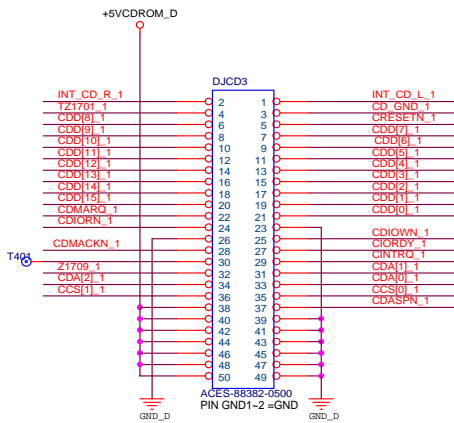 +5VCDROM_D
DJCD3
INT_CD_R_1 2 1 INT_CD_L_1
TZ1701_1 4 3 CD_GND_1
CDD[8]_1 6 5 CRESETN_1
CDD[9]_1 8 7 CDD[7]_1
CDD[10]_1 10 9 CDD[6]_1
CDD[11]_1 12 11 CDD[5]_1
CDD[12]_1 14 13 CDD[4]_1
CDD[13]_1 16 15 CDD[3]_1
CDD[14]_1 18 17 CDD[2]_1
CDD[15]_1 20 19 CDD[1]_1
CDMARQ_1 22 21 CDD[0]_1
CDIORN_1 24 23
26 25 CDIOWN_1
CDMACKN_1 28 27 CIORDY_1
T401 30 29 CINTRQ_1
Z1709_1 32 31 CDA[1]_1
CDA[2]_1 34 33 CDA[0]_1
CCS[1]_1 36 35 CCS[0]_1
38 37 CDASPN_1
40 39
42 41
44 43
46 45
48 47
50 49
ACES-88382-0500
PIN GND1~2 =GND
GND_D GND_D